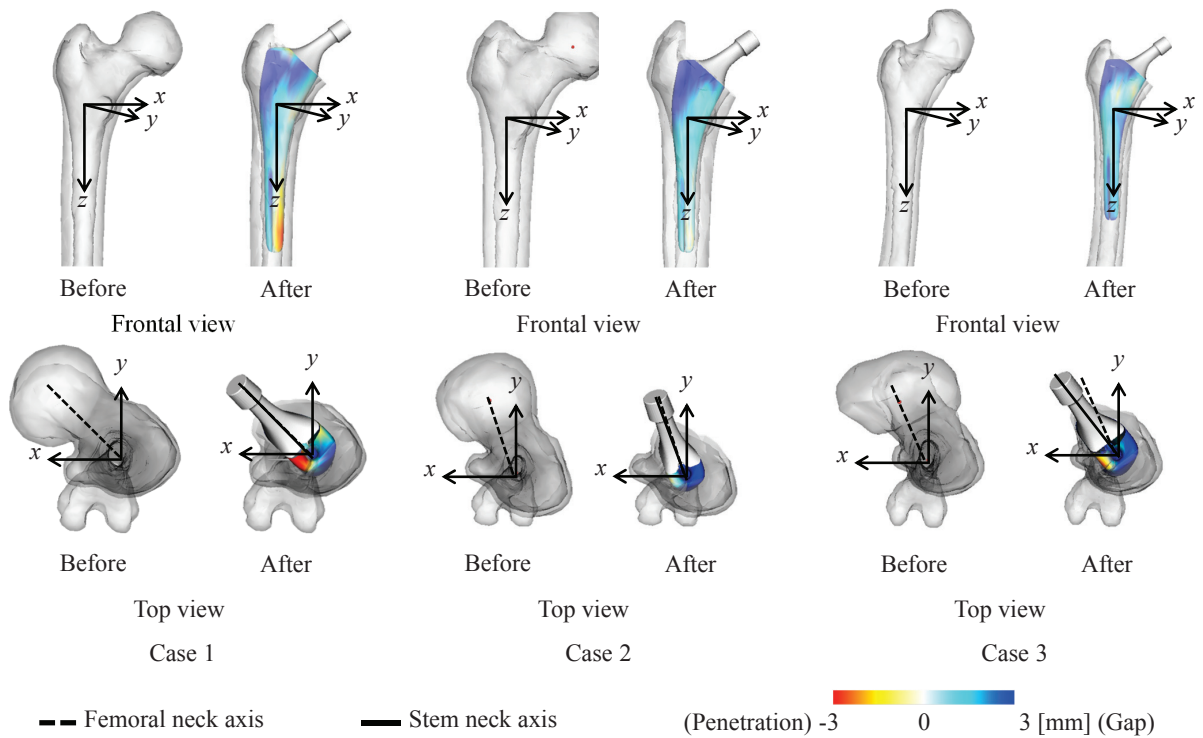 x
y
z
x
y
z
x
y
z
x
y
z
x
y
z
x
y
z
Before After Before After Before After
Frontal view Frontal view Frontal view
y
x
y
x
y
x
y
x
y
x
y
x
Before After Before After Before After
Top view Top view Top view
Case 1 Case 2 Case 3
Femoral neck axis Stem neck axis (Penetration) -3 0 3 [mm] (Gap)